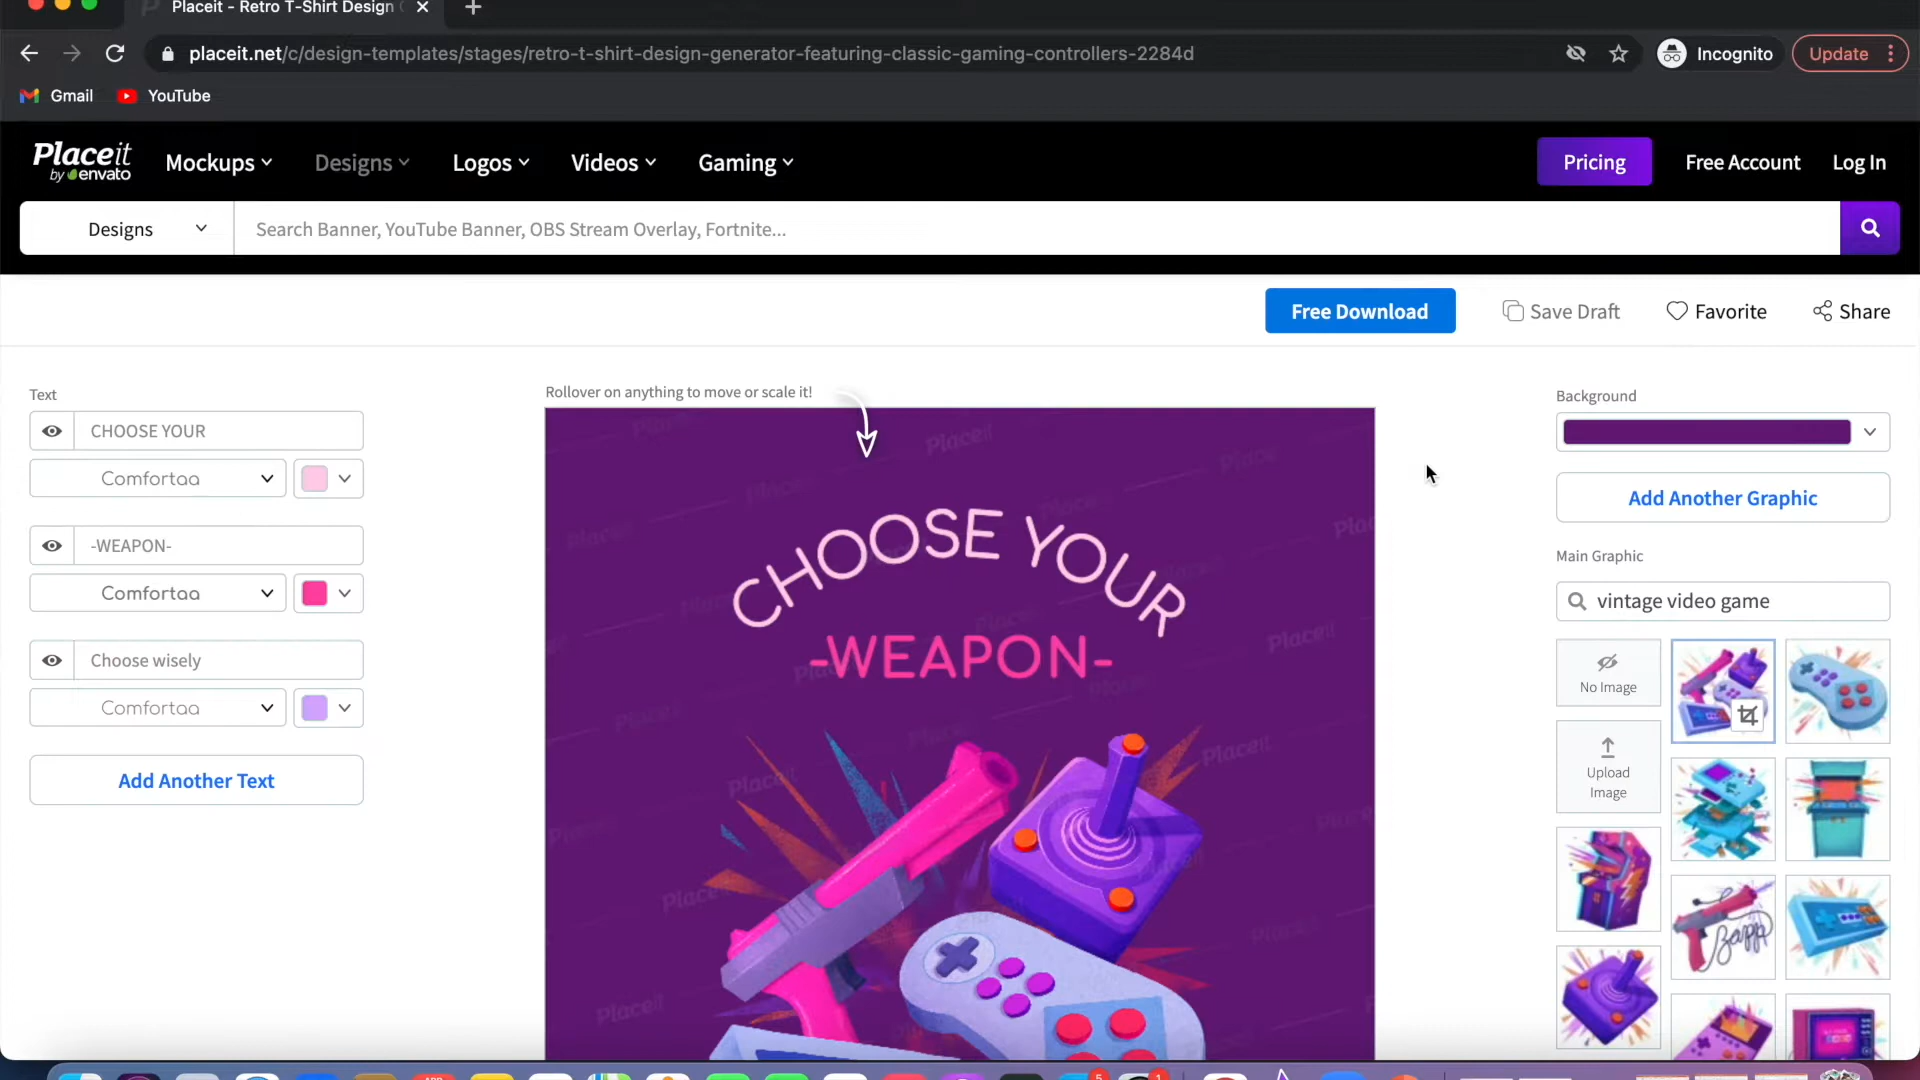 Placeit - Retro T-Shirt Design
placeit.net/c/design-templates/stages/retro-t-shirt-design-generator-featuring-classic-gaming-controllers-2284d
Incognito
Update
Gmail
YouTube
Placeit
by envato
Mockups
Designs
Logos
Videos
Gaming
Pricing
Free Account
Log In
Designs
Search Banner, YouTube Banner, OBS Stream Overlay, Fortnite...
Free Download
Save Draft
Favorite
Share
Text
CHOOSE YOUR
Comfortaa
-WEAPON-
Comfortaa
Choose wisely
Comfortaa
Add Another Text
Rollover on anything to move or scale it!
CHOOSE YOUR
-WEAPON-
Background
Add Another Graphic
Main Graphic
vintage video game
No Image
Upload
Image
zapp
5
1